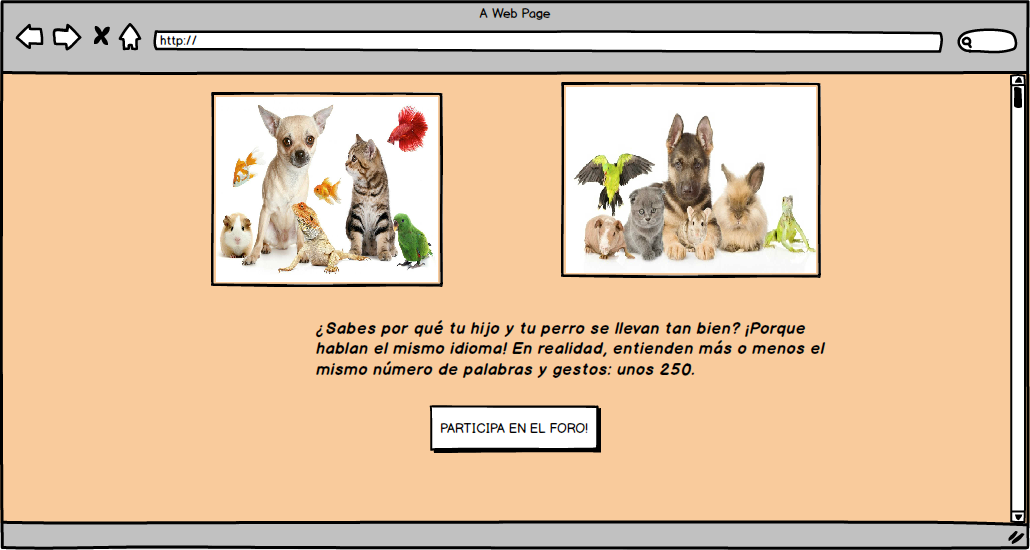 A Web Page
http://
¿Sabes por qué tu hijo y tu perro se llevan tan bien? ¡Porque
hablan el mismo idioma! En realidad, entienden más o menos el
mismo número de palabras y gestos: unos 250.
PARTICIPA EN EL FORO!